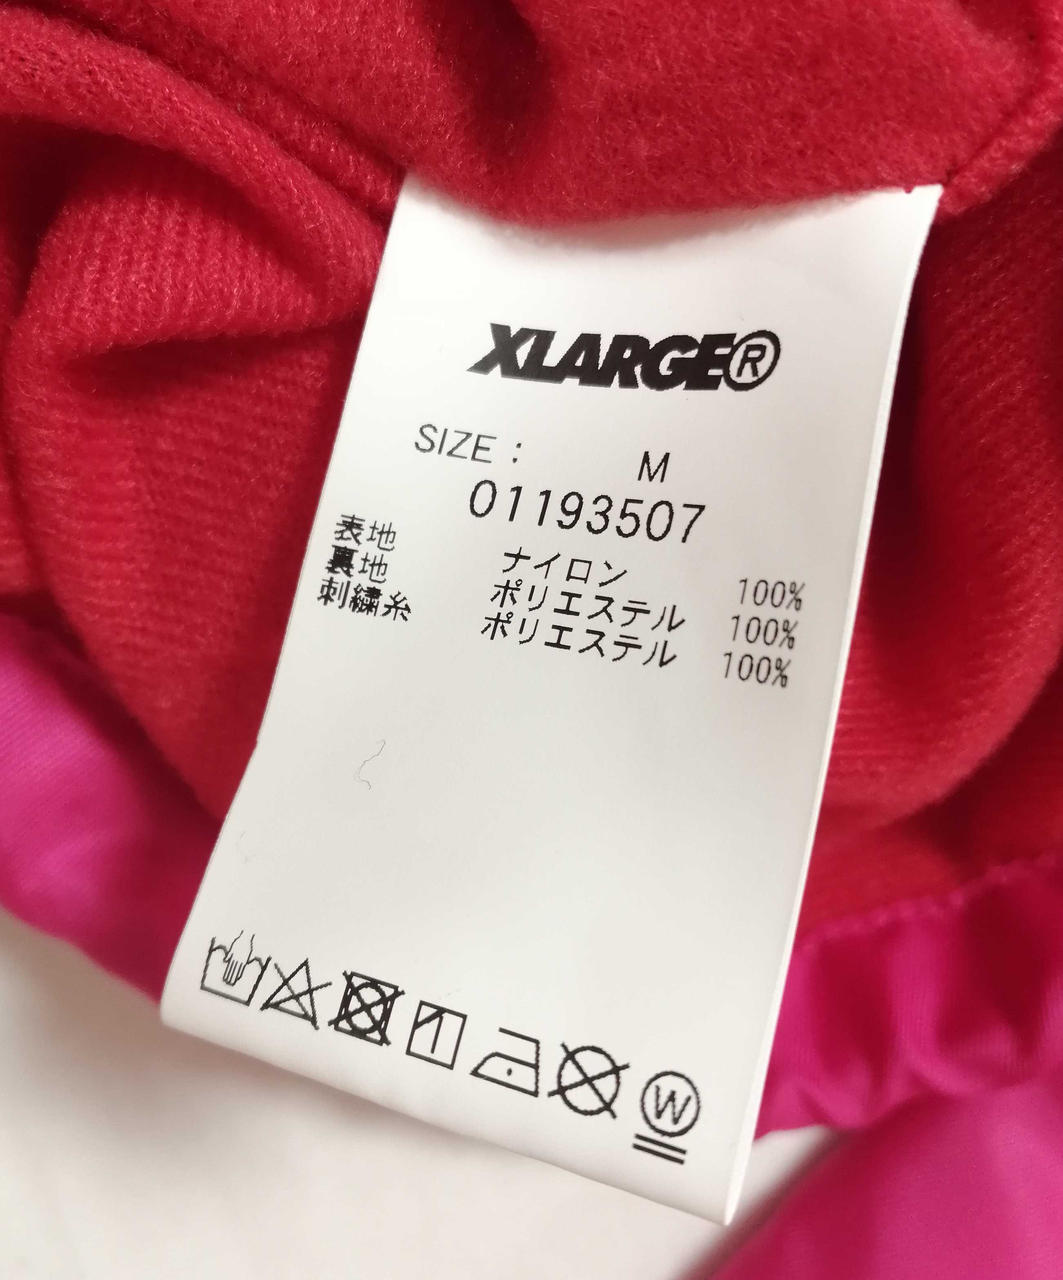 XLARGE®
SIZE : M
01193507
表地 ナイロン 100%
裏地 ポリエステル 100%
刺繍糸 ポリエステル 100%
W